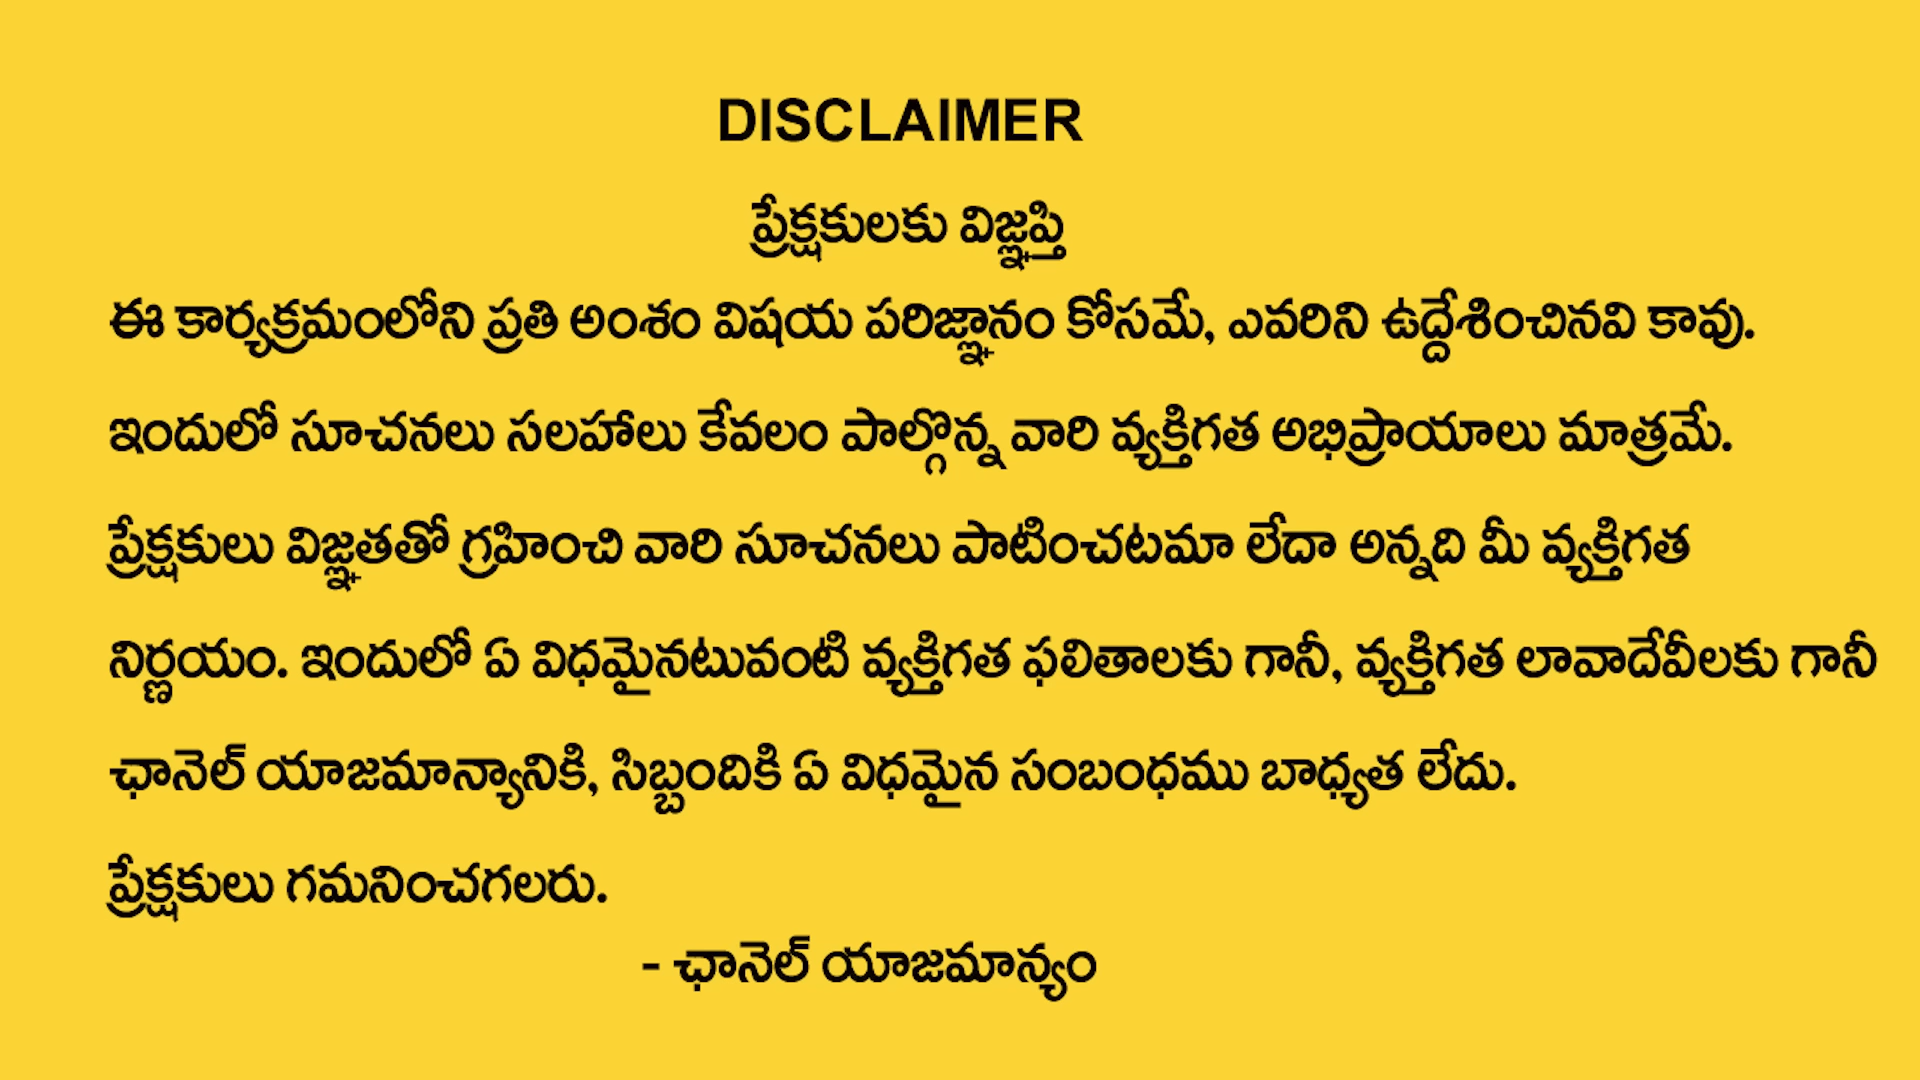 DISCLAIMER
ప్రేక్షకులకు విజ్ఞప్తి
ఈ కార్యక్రమంలోని ప్రతి అంశం విషయ పరిజ్ఞానం కోసమే, ఎవరిని ఉద్దేశించినవి కావు.
ఇందులో సూచనలు సలహాలు కేవలం పాల్గొన్న వారి వ్యక్తిగత అభిప్రాయాలు మాత్రమే.
ప్రేక్షకులు విజ్ఞతతో గ్రహించి వారి సూచనలు పాటించటమా లేదా అన్నది మీ వ్యక్తిగత
నిర్ణయం. ఇందులో ఏ విధమైనటువంటి వ్యక్తిగత ఫలితాలకు గానీ, వ్యక్తిగత లావాదేవీలకు గానీ
ఛానెల్ యాజమాన్యానికి, సిబ్బందికి ఏ విధమైన సంబంధము బాధ్యత లేదు.
ప్రేక్షకులు గమనించగలరు.
- ఛానెల్ యాజమాన్యం